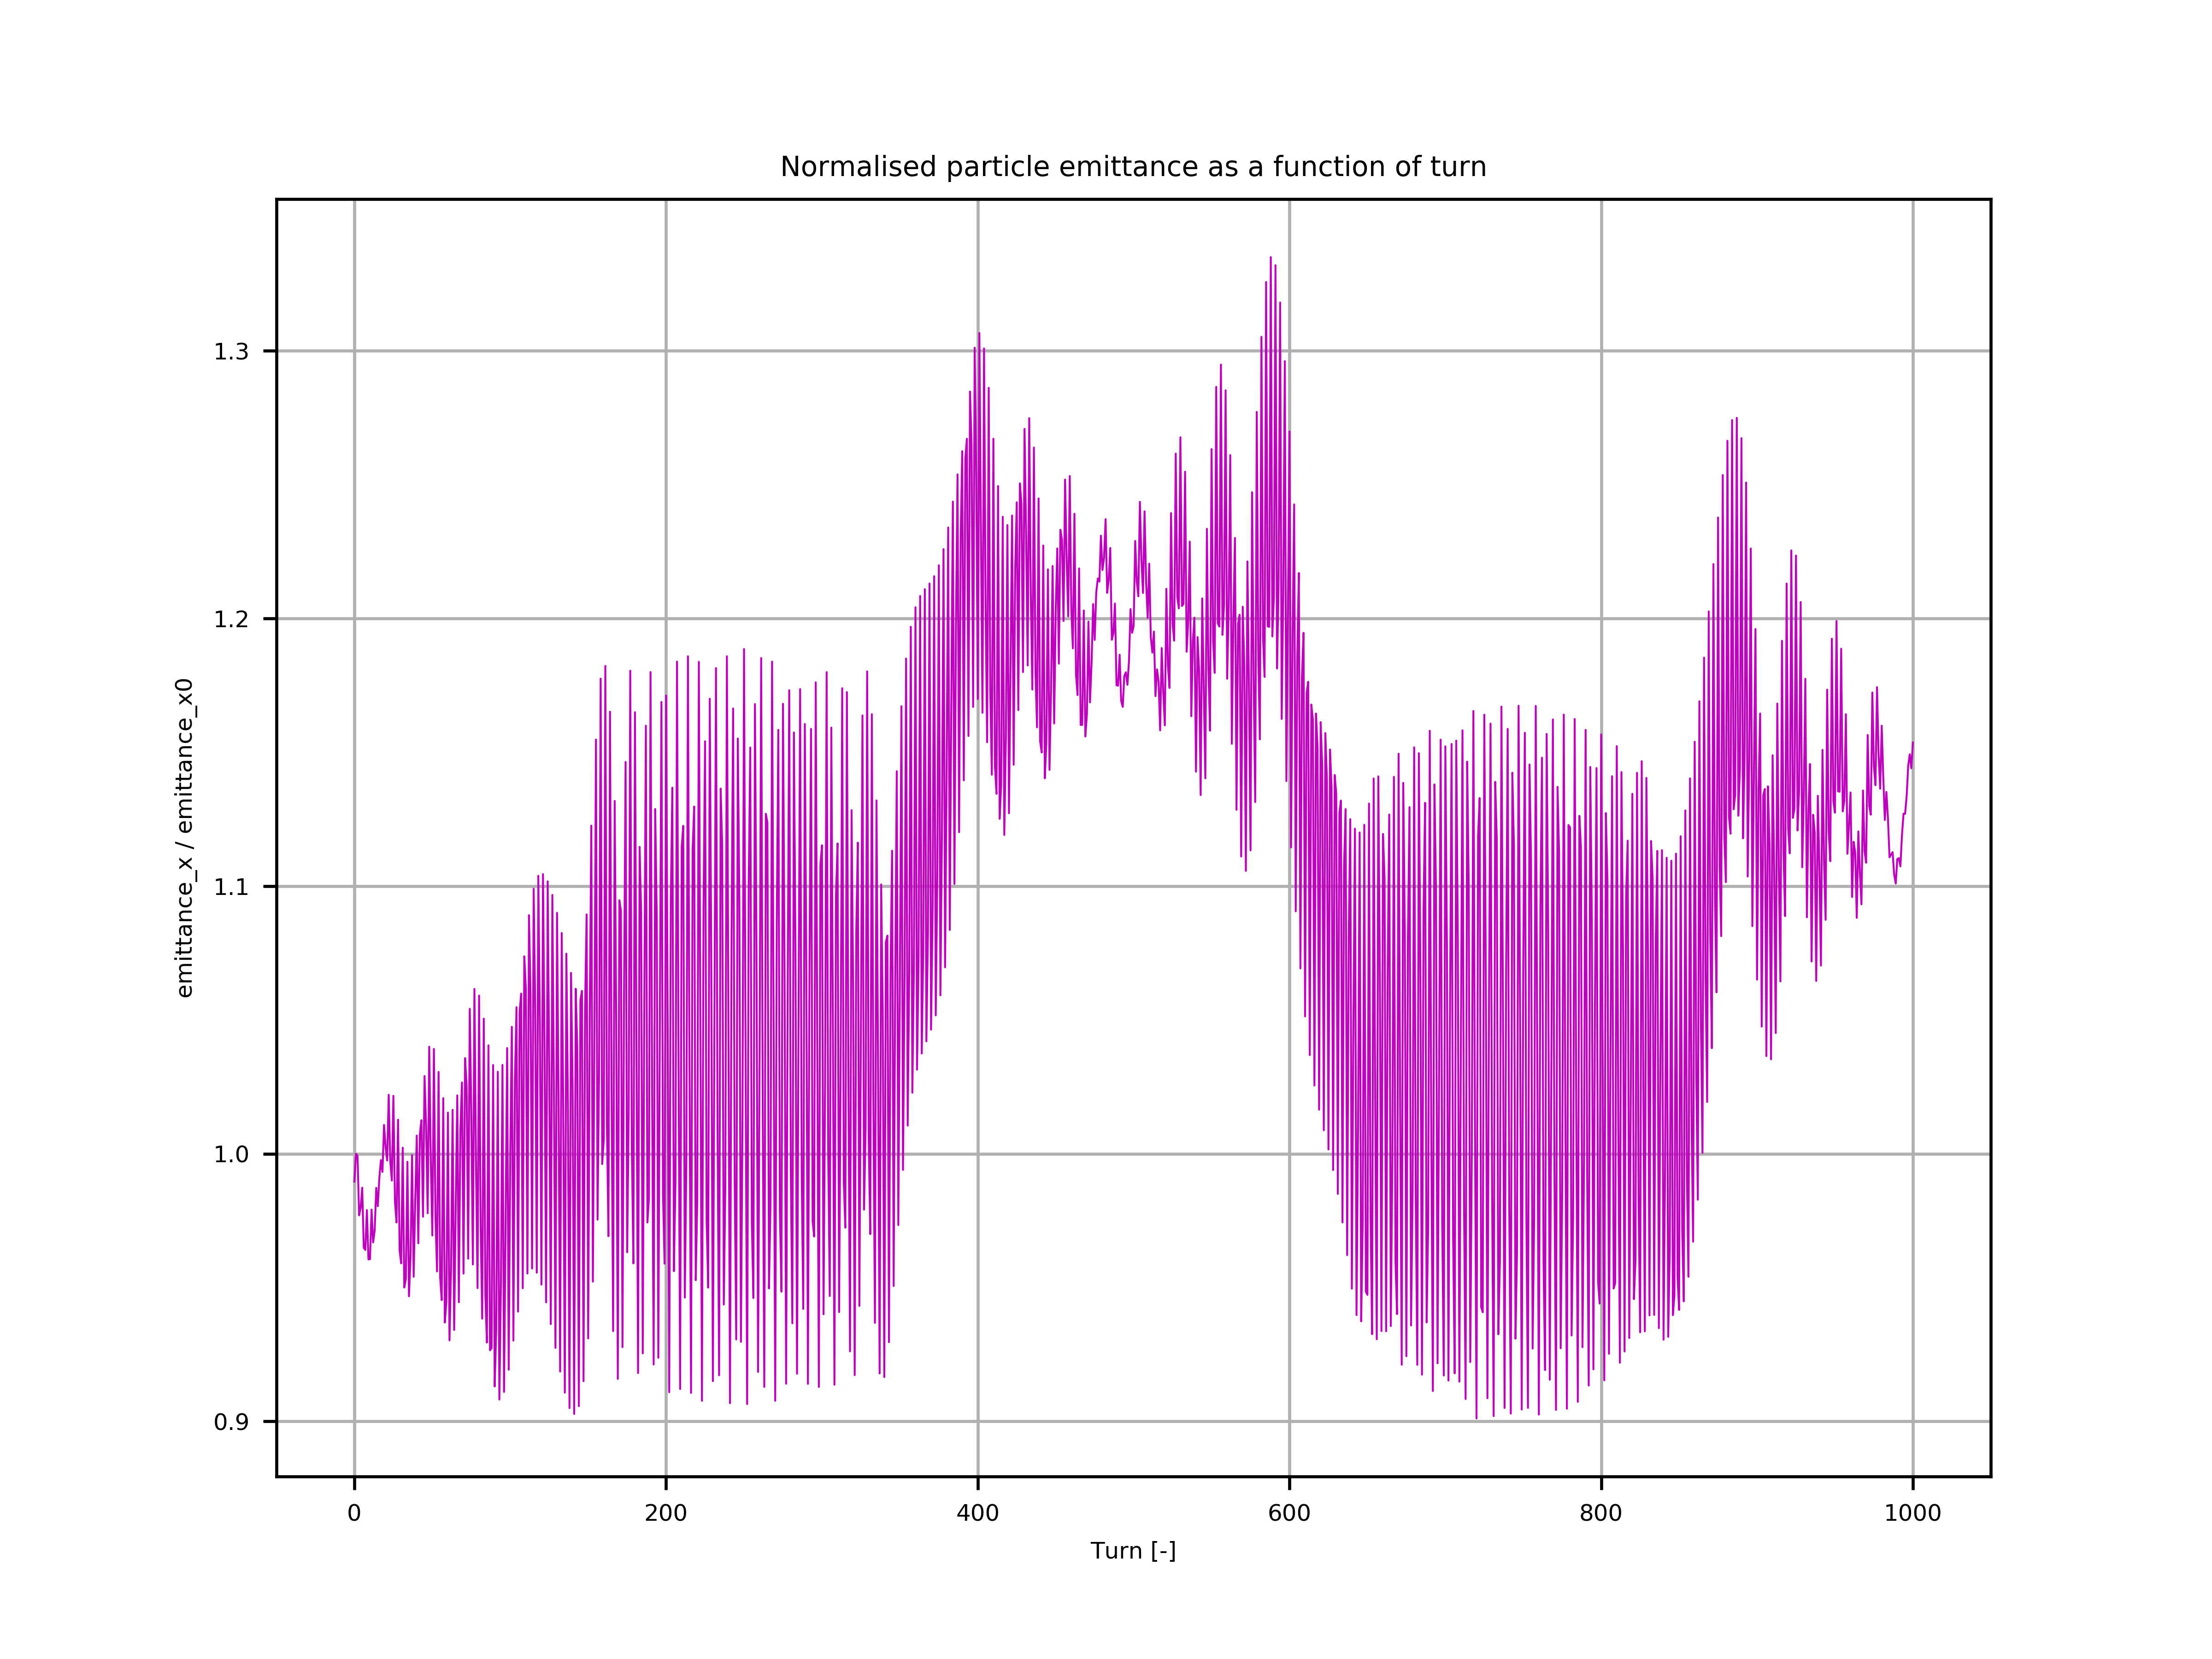 Normalised particle emittance as a function of turn
1.3
1.2
1.1
1.0
0.9
emittance_x / emittance_x0
0 200 400 600 800 1000
Turn [-]